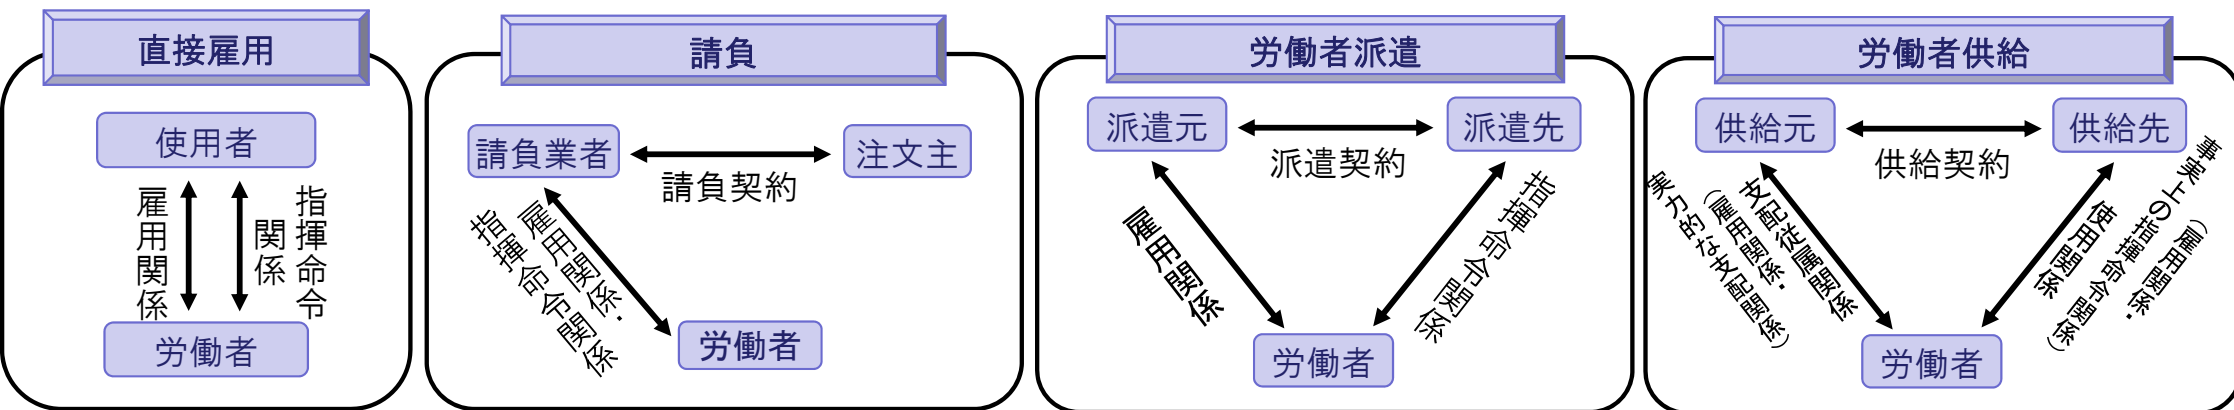 直接雇用
使用者
雇用関係
指揮命令
関係
労働者
請負
請負業者
注文主
請負契約
雇用関係・
指揮命令関係
労働者
労働者派遣
派遣元
派遣先
派遣契約
雇用関係
指揮命令関係
労働者
労働者供給
供給元
供給先
供給契約
支配従属関係
（雇用関係・
実力的な支配関係）
使用関係
（雇用関係・
事実上の指揮命令関係）
労働者